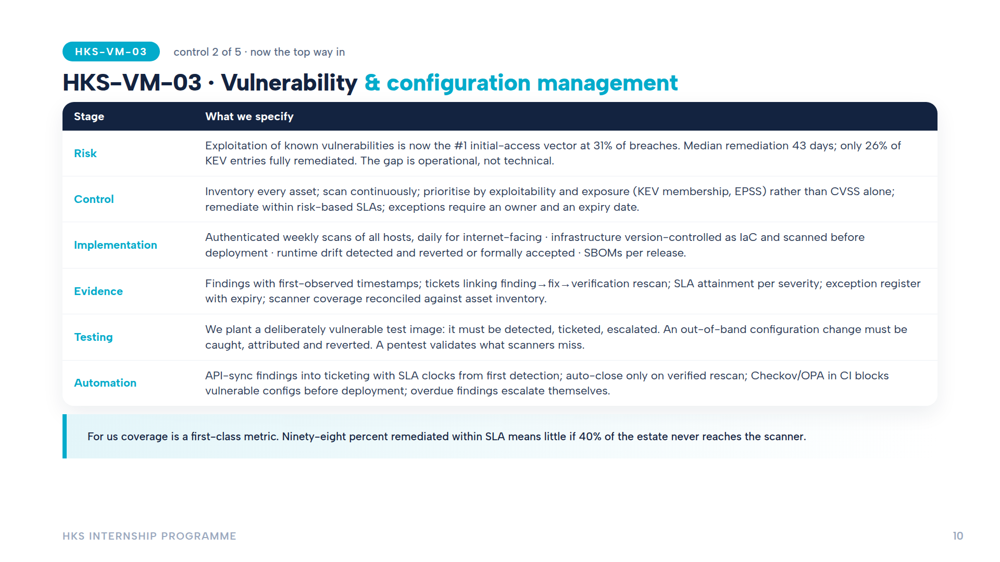 HKS-VM-03
control 2 of 5 · now the top way in
HKS-VM-03 · Vulnerability & configuration management
Stage
What we specify
Risk
Exploitation of known vulnerabilities is now the #1 initial-access vector at 31% of breaches. Median remediation 43 days; only 26% of
KEV entries fully remediated. The gap is operational, not technical.
Control
Inventory every asset; scan continuously; prioritise by exploitability and exposure (KEV membership, EPSS) rather than CVSS alone;
remediate within risk-based SLAs; exceptions require an owner and an expiry date.
Implementation
Authenticated weekly scans of all hosts, daily for internet-facing · infrastructure version-controlled as IaC and scanned before
deployment · runtime drift detected and reverted or formally accepted · SBOMs per release.
Evidence
Findings with first-observed timestamps; tickets linking finding→fix→verification rescan; SLA attainment per severity; exception register
with expiry; scanner coverage reconciled against asset inventory.
Testing
We plant a deliberately vulnerable test image: it must be detected, ticketed, escalated. An out-of-band configuration change must be
caught, attributed and reverted. A pentest validates what scanners miss.
Automation
API-sync findings into ticketing with SLA clocks from first detection; auto-close only on verified rescan; Checkov/OPA in CI blocks
vulnerable configs before deployment; overdue findings escalate themselves.
For us coverage is a first-class metric. Ninety-eight percent remediated within SLA means little if 40% of the estate never reaches the scanner.
HKS INTERNSHIP PROGRAMME
10